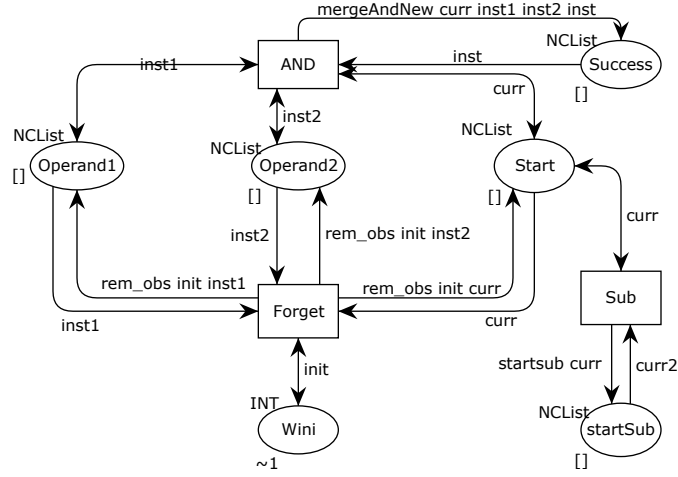 mergeAndNew curr inst1 inst2 inst
NCList
inst1
AND
inst
Success
curr
[]
inst2
NCList
NCList
NCList
Operand1
Operand2
Start
[]
[]
[]
curr
inst2
rem_obs init inst2
rem_obs init inst1
rem_obs init curr
Sub
inst1
Forget
curr
startsub curr
curr2
init
INT
NCList
Wini
startSub
~1
[]